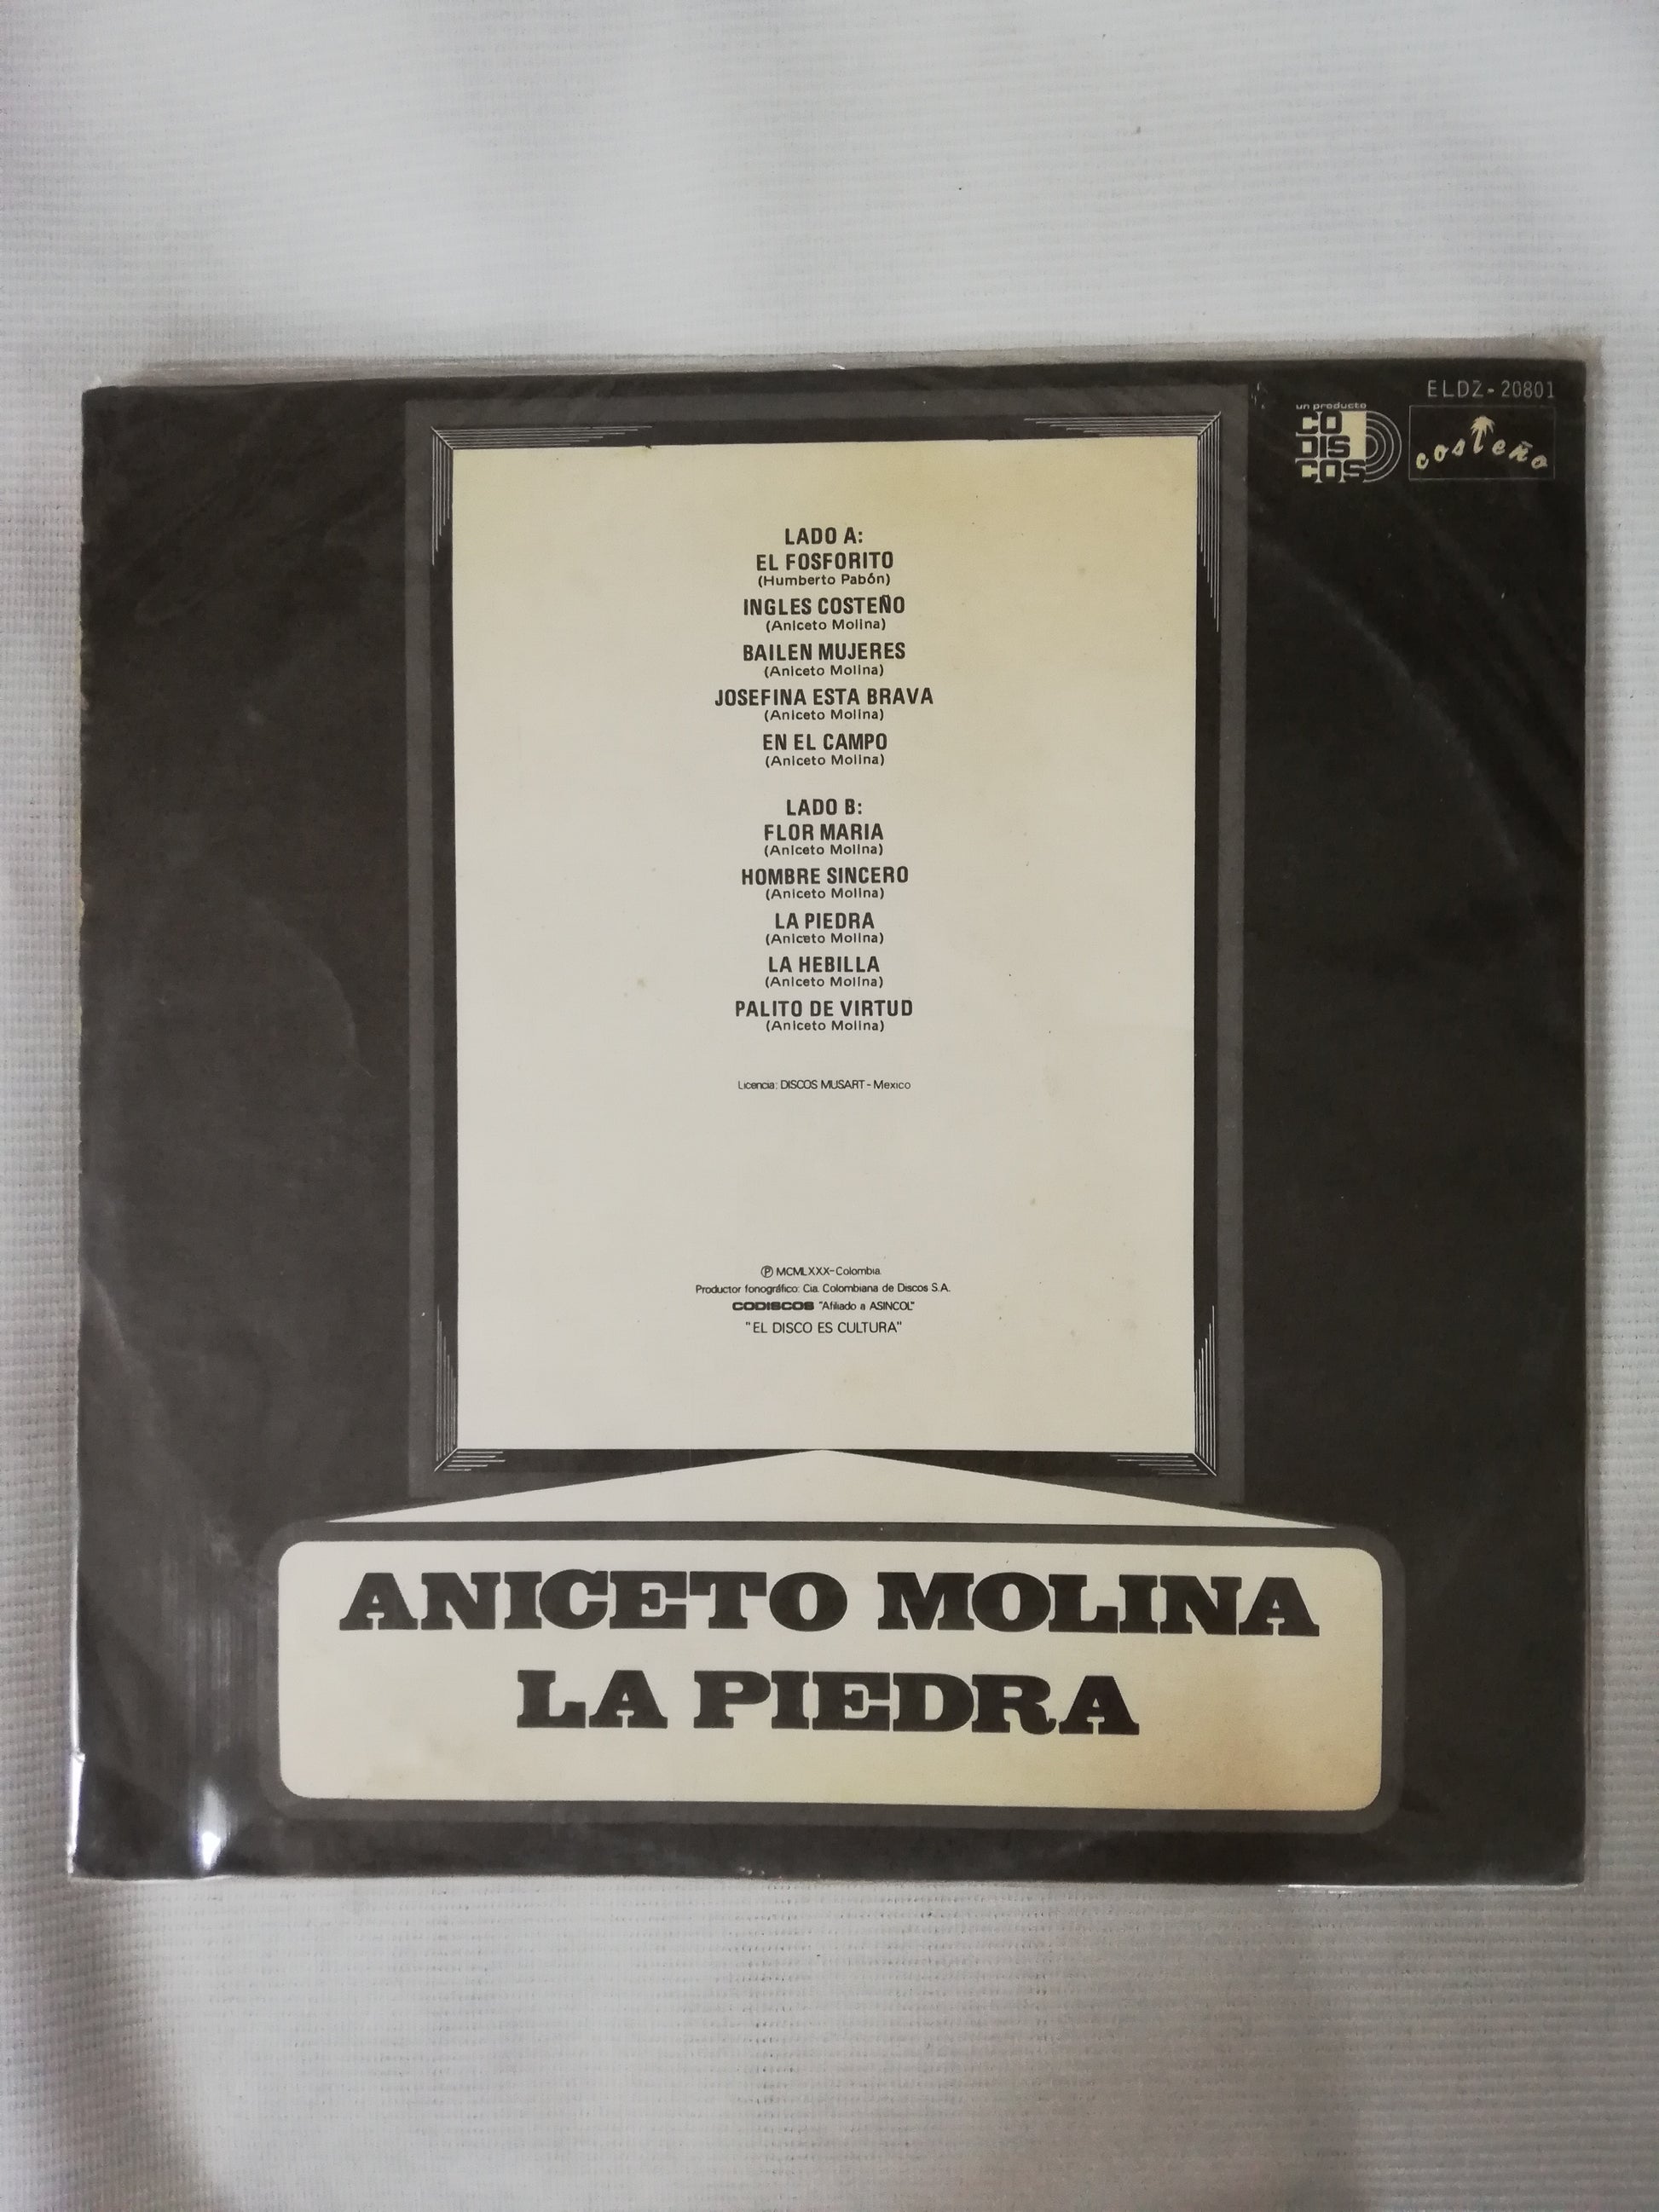 ELDZ-20801
un producto
CO
DIS
COS
costeño
LADO A:
EL FOSFORITO
(Humberto Pabón)
INGLES COSTEÑO
(Aniceto Molina)
BAILEN MUJERES
(Aniceto Molina)
JOSEFINA ESTA BRAVA
(Aniceto Molina)
EN EL CAMPO
(Aniceto Molina)
LADO B:
FLOR MARIA
(Aniceto Molina)
HOMBRE SINCERO
(Aniceto Molina)
LA PIEDRA
(Aniceto Molina)
LA HEBILLA
(Aniceto Molina)
PALITO DE VIRTUD
(Aniceto Molina)
Licencia: DISCOS MUSART - Mexico
Ⓟ MCMLXXX-Colombia
Productor fonográfico: Cia. Colombiana de Discos S.A.
CODISCOS "Afiliado a ASINCOL"
"EL DISCO ES CULTURA"
ANICETO MOLINA
LA PIEDRA